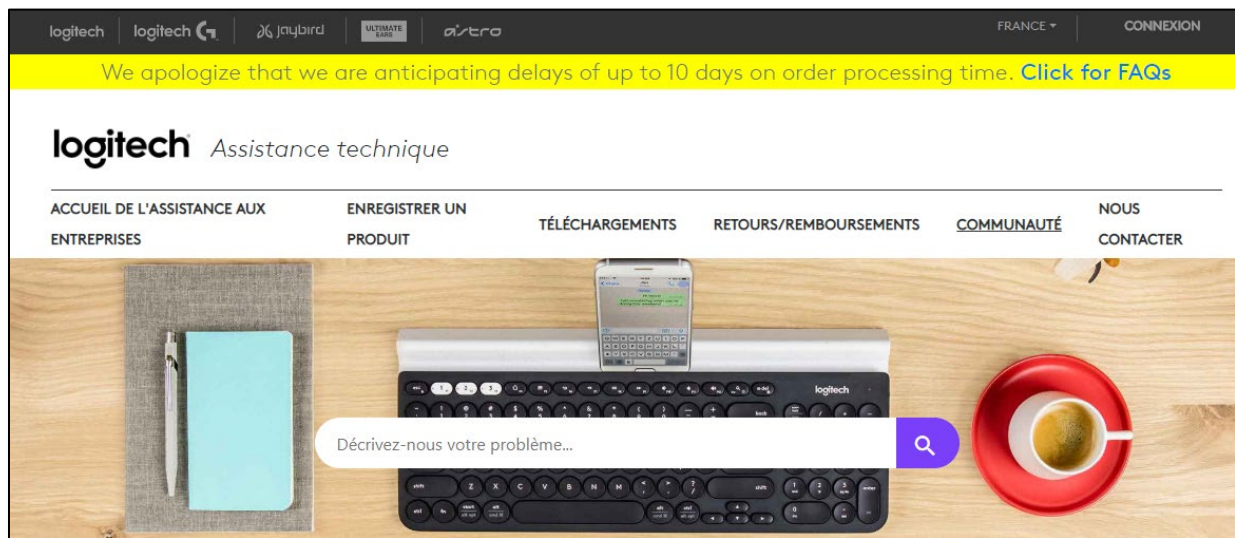 logitech
logitech G
jaybird
ULTIMATE EARS
astro
FRANCE
CONNEXION
We apologize that we are anticipating delays of up to 10 days on order processing time. Click for FAQs
logitech Assistance technique
ACCUEIL DE L'ASSISTANCE AUX
ENTREPRISES
ENREGISTRER UN
PRODUIT
TÉLÉCHARGEMENTS
RETOURS/REMBOURSEMENTS
COMMUNAUTÉ
NOUS
CONTACTER
logitech
Décrivez-nous votre problème...